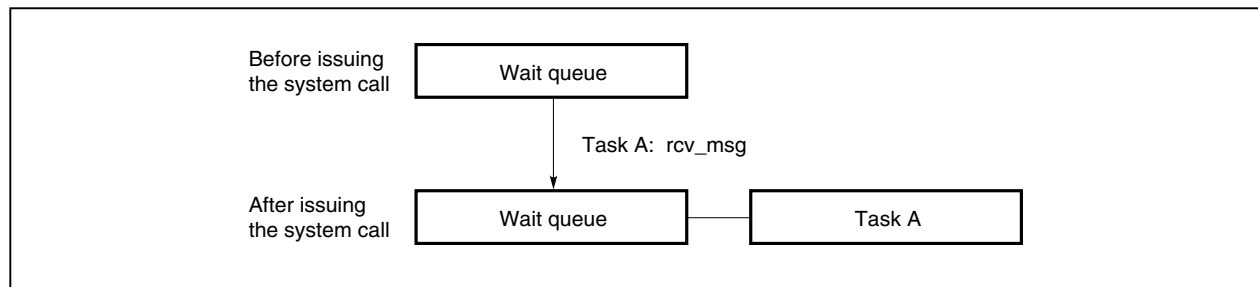 Before issuing
the system call
Wait queue
Task A: rcv_msg
After issuing
the system call
Wait queue
Task A